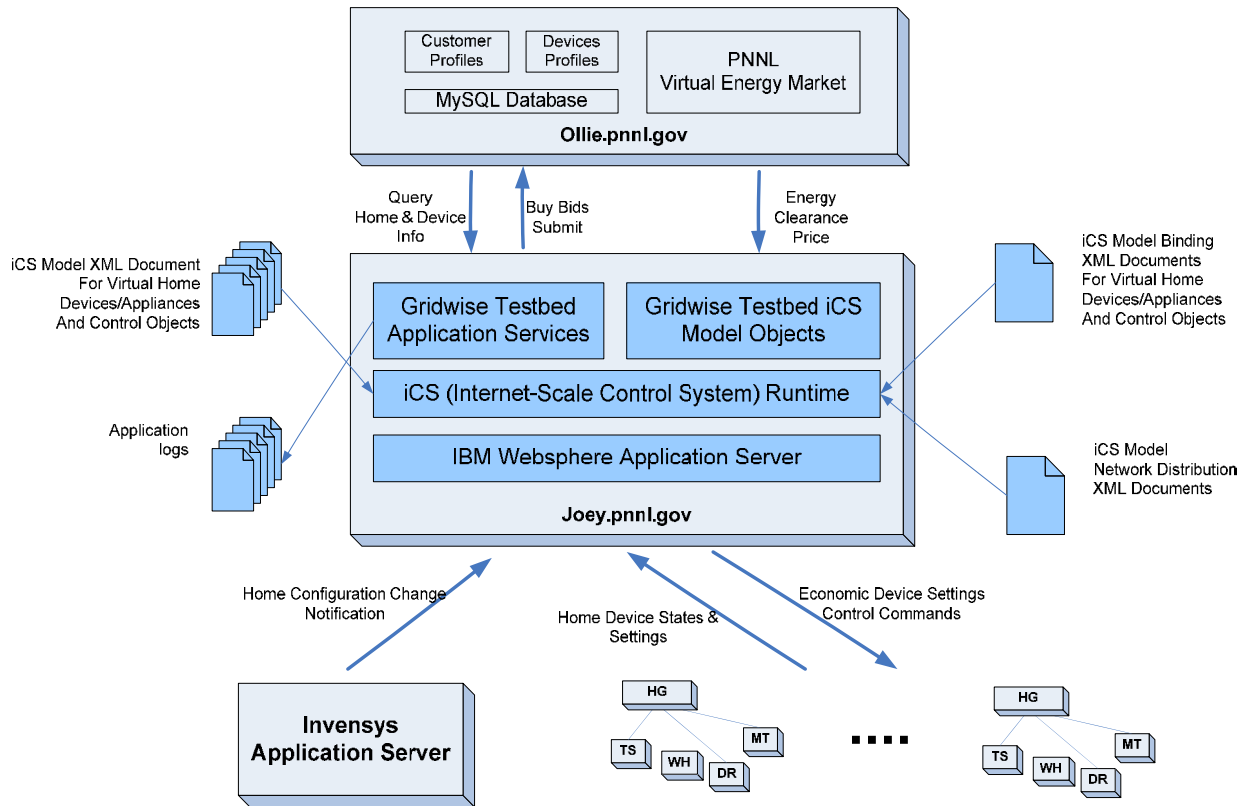 Customer
Profiles
Devices
Profiles
MySQL Database
PNNL
Virtual Energy Market
Ollie.pnnl.gov
Query
Home & Device
Info
Buy Bids
Submit
Energy
Clearance
Price
iCS Model XML Document
For Virtual Home
Devices/Appliances
And Control Objects
iCS Model Binding
XML Documents
For Virtual Home
Devices/Appliances
And Control Objects
Gridwise Testbed
Application Services
Gridwise Testbed iCS
Model Objects
iCS (Internet-Scale Control System) Runtime
Application
logs
IBM Websphere Application Server
iCS Model
Network Distribution
XML Documents
Joey.pnnl.gov
Home Configuration Change
Notification
Home Device States &
Settings
Economic Device Settings
Control Commands
Invensys
Application Server
HG
TS
WH
DR
MT
HG
TS
WH
DR
MT